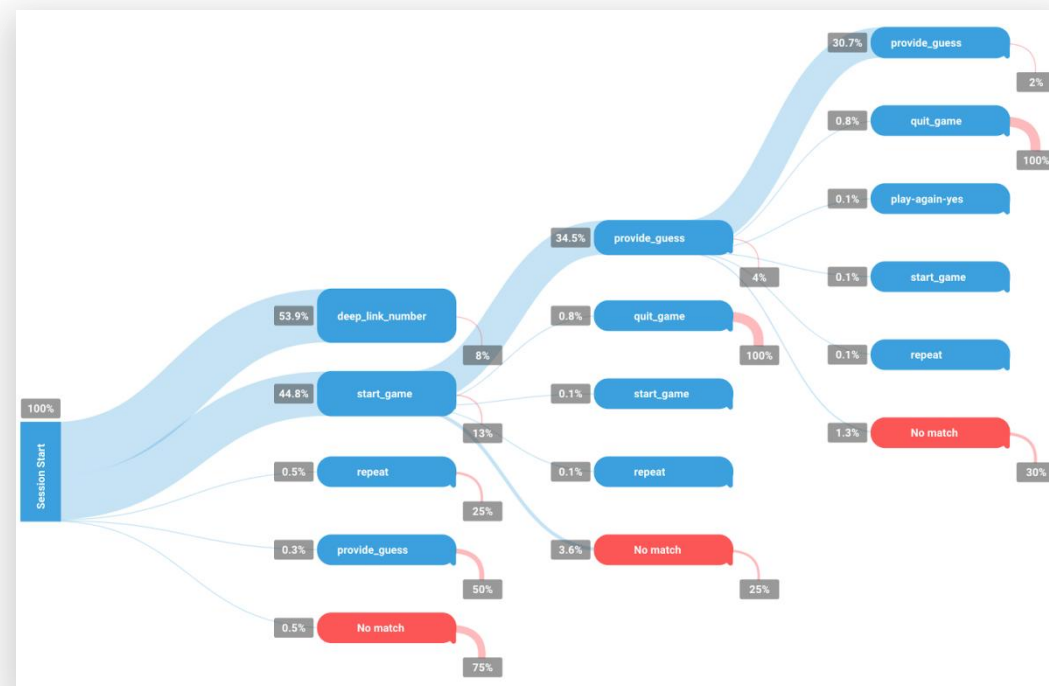 100%
Session Start
53.9%
deep_link_number
8%
44.8%
start_game
13%
0.5%
repeat
25%
0.3%
provide_guess
50%
0.5%
No match
75%
34.5%
provide_guess
4%
0.8%
quit_game
100%
0.1%
start_game
0.1%
repeat
3.6%
No match
25%
30.7%
provide_guess
2%
0.8%
quit_game
100%
0.1%
play-again-yes
0.1%
start_game
0.1%
repeat
1.3%
No match
30%